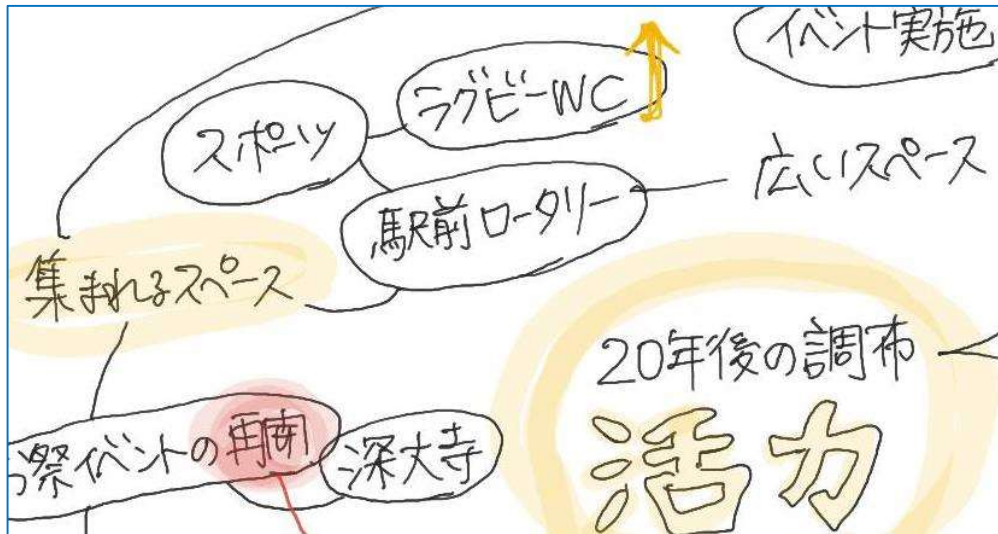 イベント実施
ラグビーWC
スポーツ
広いスペース
駅前ロータリー
集まれるスペース
20年後の調布
活力
祭イベントの再開
深大寺